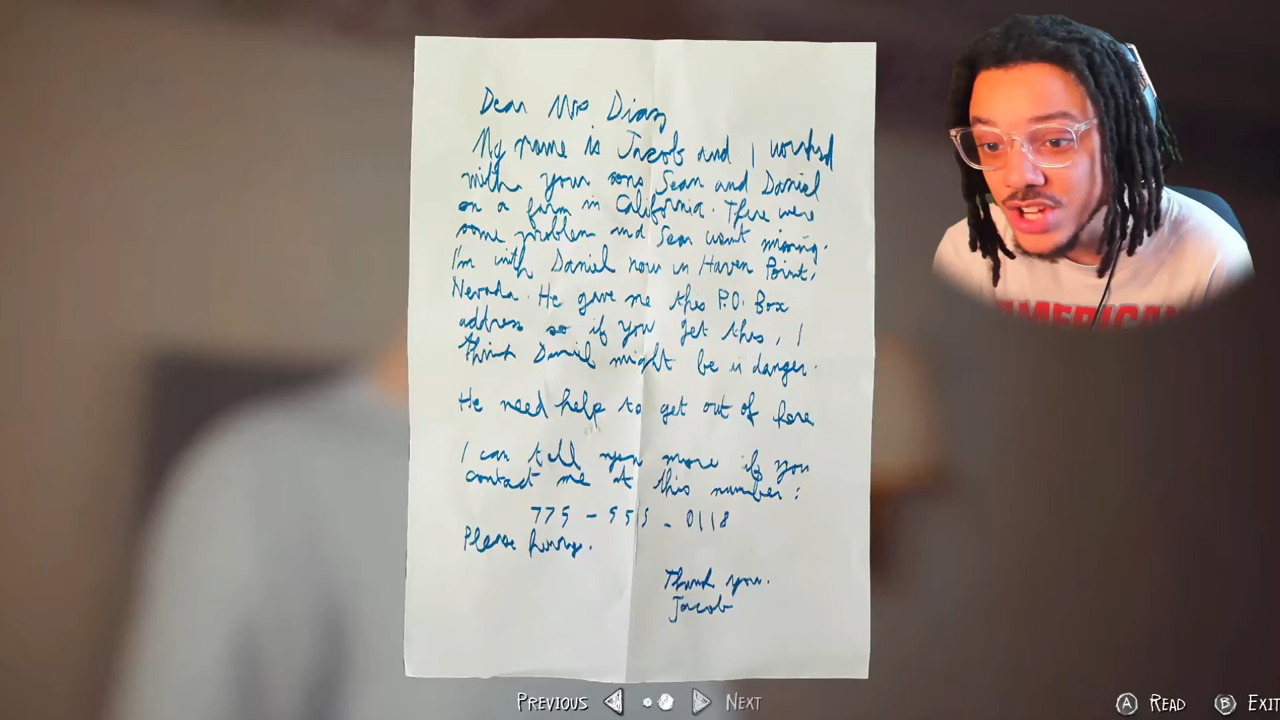 Dear Mrs Diaz
My name is Jacob and I worked
with your sons Sean and Daniel
on a farm in California. There were
some problem and Sean went missing.
I'm with Daniel now in Haven Point,
Nevada. He gave me this P.O. Box
address so if you get this, I
think Daniel might be in danger.
He need help to get out of here
I can tell you more if you
contact me at this number:
775-555-0118
Please hurry.
Thank you.
Jacob
AMERICAN
PREVIOUS NEXT
A READ B EXIT